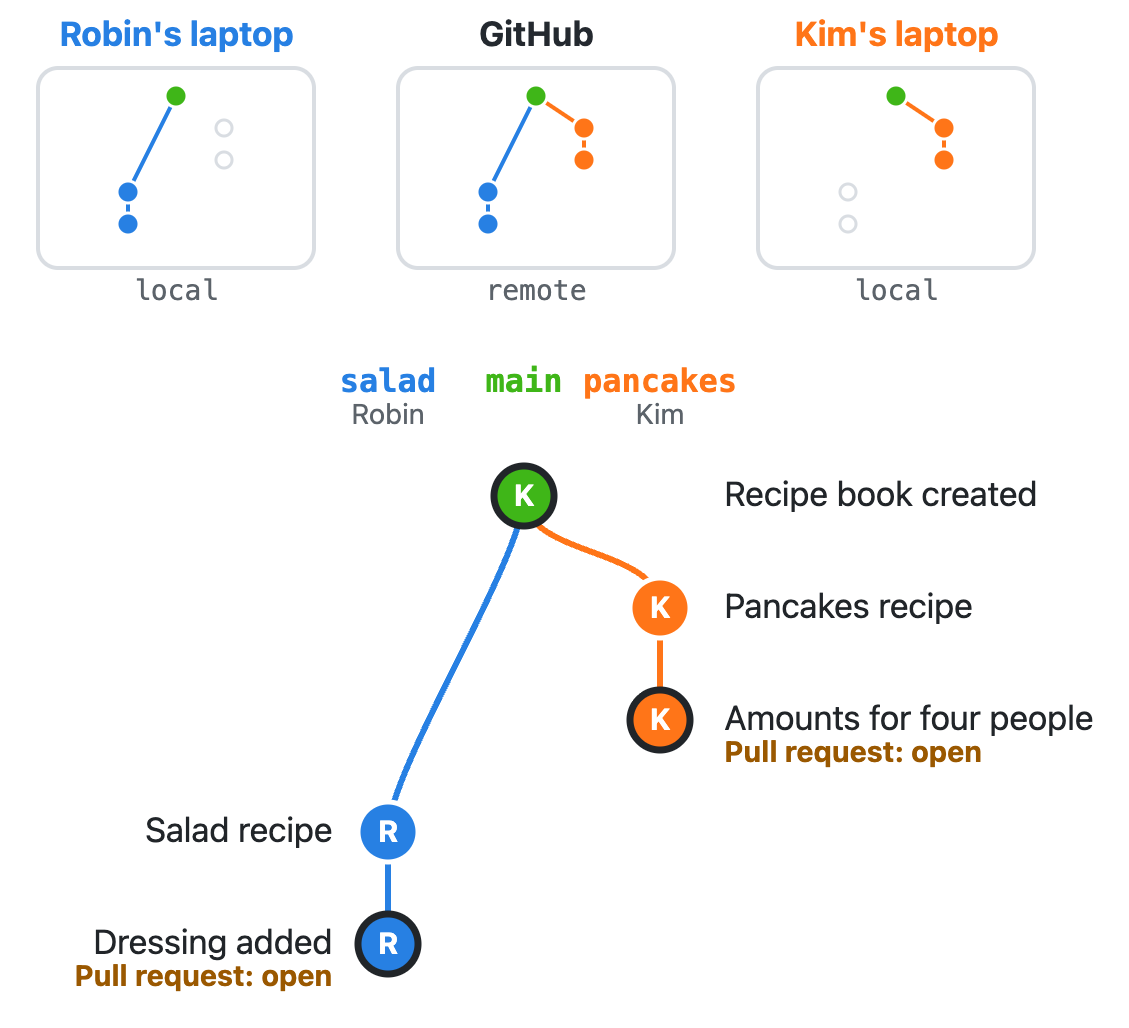 Robin's laptop
GitHub
Kim's laptop
local
remote
local
salad
main
pancakes
Robin
Kim
K
Recipe book created
K
Pancakes recipe
K
Amounts for four people
Pull request: open
Salad recipe
R
Dressing added
R
Pull request: open